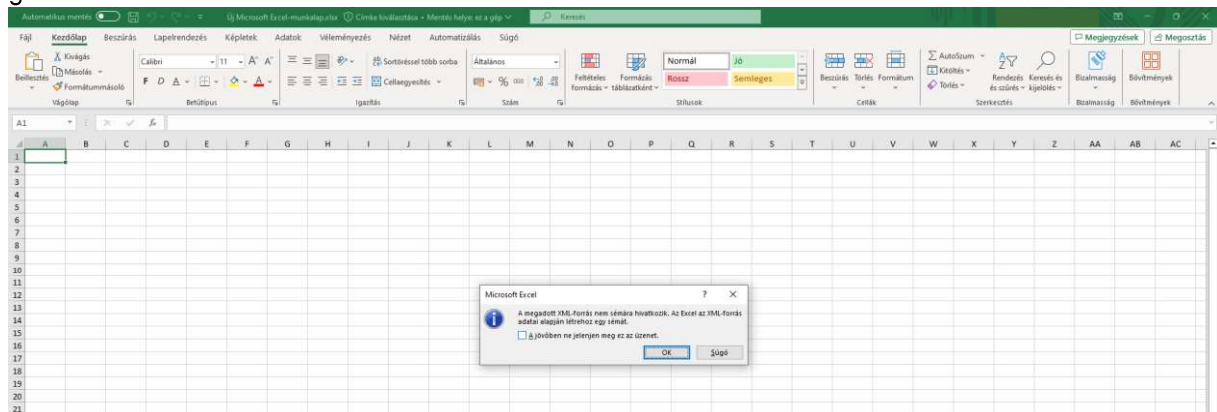 g
Automatikus mentés
Új Microsoft Excel-munkalap.xlsx
Címke kiválasztása • Mentés helye: ez a gép
Keresés
Fájl Kezdőlap Beszúrás Lapelrendezés Képletek Adatok Véleményezés Nézet Automatizálás Súgó
Megjegyzések Megosztás
Beillesztés
Kivágás
Másolás
Formátummásoló
Vágólap
Calibri 11 A A
F D A A
Betűtípus
Sortöréssel több sorba
Cellaegyesítés
Igazítás
Általános
% 000
Szám
Feltételes formázás
Formázás táblázatként
Normál Jó
Rossz Semleges
Stílusok
Beszúrás Törlés Formátum
Cellák
AutoSzum
Kitöltés
Törlés
Rendezés és szűrés
Keresés és kijelölés
Szerkesztés
Bizalmasság
Bizalmasság
Bővítmények
Bővítmények
A1 fx
A B C D E F G H I J K L M N O P Q R S T U V W X Y Z AA AB AC
1
2
3
4
5
6
7
8
9
10
11
12
13
14
15
16
17
18
19
20
21
Microsoft Excel ? ×
A megadott XML-forrás nem sémára hivatkozik. Az Excel az XML-forrás
adatai alapján létrehoz egy sémát.
A jövőben ne jelenjen meg ez az üzenet.
OK Súgó